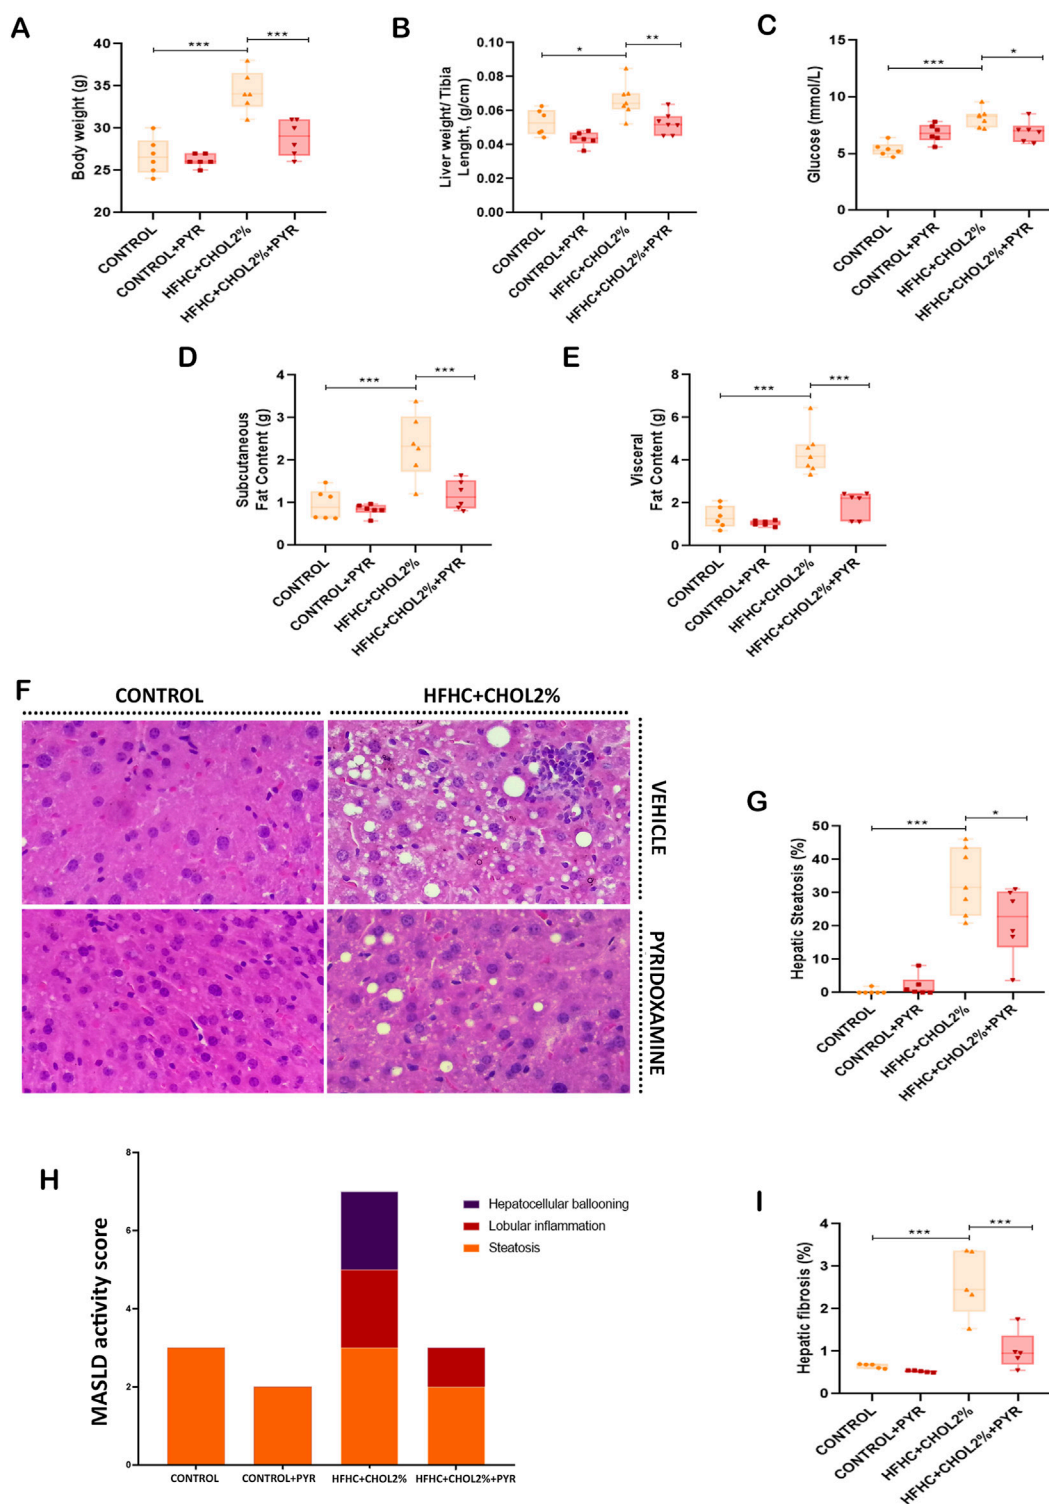 A
Body weight (g)
40
35
30
25
20
***
***
CONTROL
CONTROL+PYR
HFHC+CHOL2%
HFHC+CHOL2%+PYR
B
Liver weight/ Tibia
Lenght, (g/cm)
0.10
0.08
0.06
0.04
0.02
0.00
*
**
CONTROL
CONTROL+PYR
HFHC+CHOL2%
HFHC+CHOL2%+PYR
C
Glucose (mmol/L)
15
10
5
0
***
*
CONTROL
CONTROL+PYR
HFHC+CHOL2%
HFHC+CHOL2%+PYR
D
Subcutaneous
Fat Content (g)
4
3
2
1
0
***
***
CONTROL
CONTROL+PYR
HFHC+CHOL2%
HFHC+CHOL2%+PYR
E
Visceral
Fat Content (g)
8
6
4
2
0
***
***
CONTROL
CONTROL+PYR
HFHC+CHOL2%
HFHC+CHOL2%+PYR
F
CONTROL
HFHC+CHOL2%
VEHICLE
PYRIDOXAMINE
G
Hepatic Steatosis (%)
50
40
30
20
10
0
***
*
CONTROL
CONTROL+PYR
HFHC+CHOL2%
HFHC+CHOL2%+PYR
H
MASLD activity score
8
6
4
2
0
Hepatocellular ballooning
Lobular inflammation
Steatosis
CONTROL
CONTROL+PYR
HFHC+CHOL2%
HFHC+CHOL2%+PYR
I
Hepatic fibrosis (%)
4
3
2
1
0
***
***
CONTROL
CONTROL+PYR
HFHC+CHOL2%
HFHC+CHOL2%+PYR